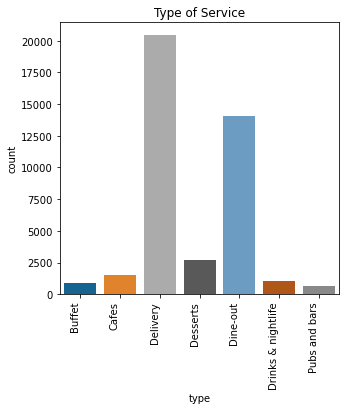 Type of Service
20000
17500
15000
12500
10000
7500
5000
2500
0
count
Buffet
Cafes
Delivery
Desserts
Dine-out
Drinks & nightlife
Pubs and bars
type